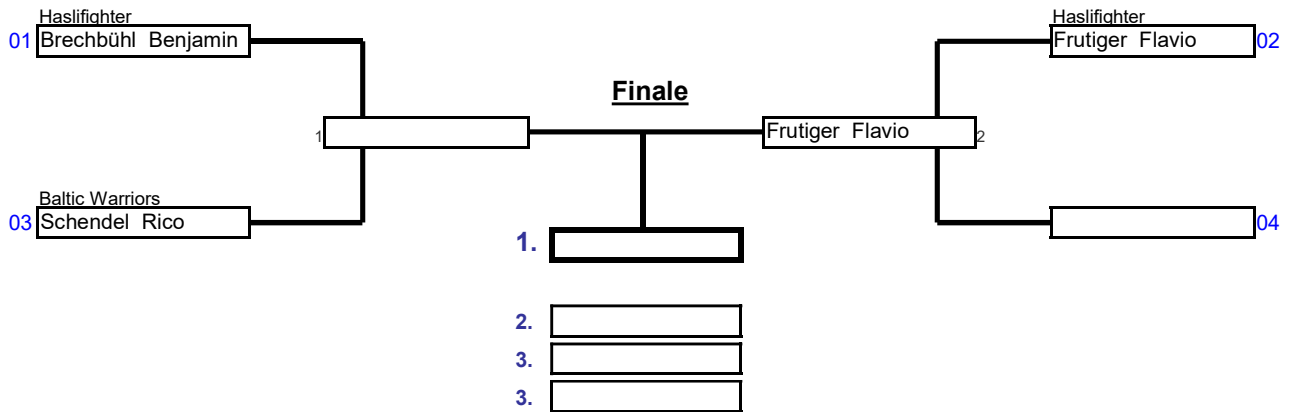 Haslifighter
01 Brechbühl Benjamin
Haslifighter
Frutiger Flavio 02
Finale
1
Frutiger Flavio 2
Baltic Warriors
03 Schendel Rico
04
1.
2.
3.
3.